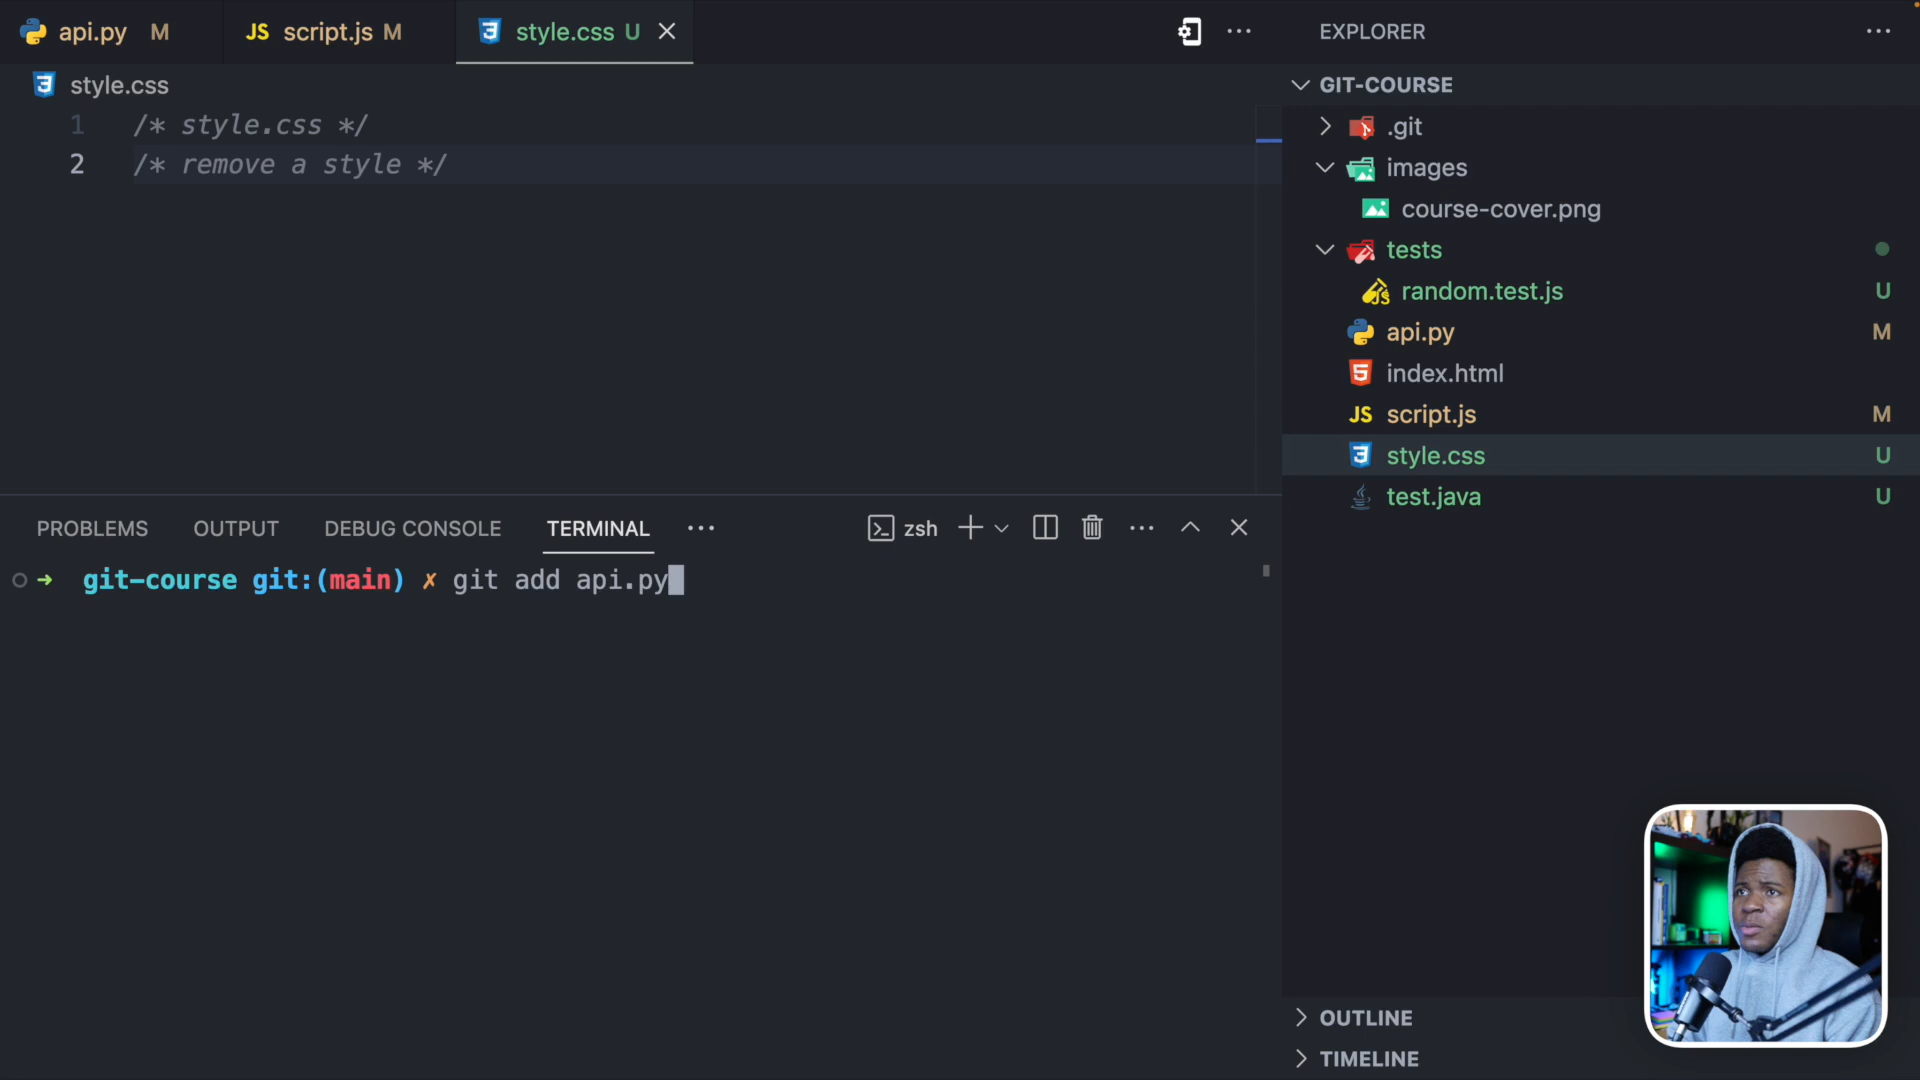 api.py M JS script.js M style.css U
style.css
1 /* style.css */
2 /* remove a style */
PROBLEMS OUTPUT DEBUG CONSOLE TERMINAL zsh
git-course git:(main) ✗ git add api.py
EXPLORER
GIT-COURSE
.git
images
course-cover.png
tests
random.test.js U
api.py M
index.html
JS script.js M
style.css U
test.java U
OUTLINE
TIMELINE